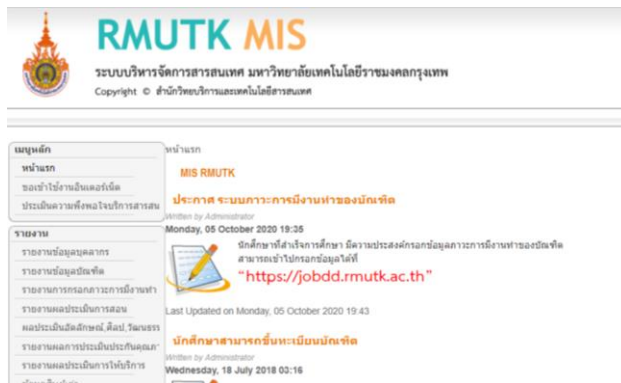 RMUTK MIS
ระบบบริหารจัดการสารสนเทศ มหาวิทยาลัยเทคโนโลยีราชมงคลกรุงเทพ
Copyright © สำนักวิทยบริการและเทคโนโลยีสารสนเทศ
เมนูหลัก
หน้าแรก
ขอเข้าใช้งานอินเตอร์เน็ต
ประเมินความพึงพอใจบริการสารสน
รายงาน
รายงานข้อมูลบุคลากร
รายงานข้อมูลบัณฑิต
รายงานการกรอกภาวะการมีงานทำ
รายงานผลประเมินการสอน
ผลประเมินอัตลักษณ์,ศิลป,วัฒนธรร
รายงานผลการประเมินประกันคุณภา
รายงานผลประเมินการให้บริการ
หน้าแรก
MIS RMUTK
ประกาศ ระบบภาวะการมีงานทำของบัณฑิต
Written by Administrator
Monday, 05 October 2020 19:35
นักศึกษาที่สำเร็จการศึกษา มีความประสงค์กรอกข้อมูลภาวะการมีงานทำของบัณฑิต
สามารถเข้าไปกรอกข้อมูลได้ที่
"https://jobdd.rmutk.ac.th"
Last Updated on Monday, 05 October 2020 19:43
นักศึกษาสามารถขึ้นทะเบียนบัณฑิต
Written by Administrator
Wednesday, 18 July 2018 03:16